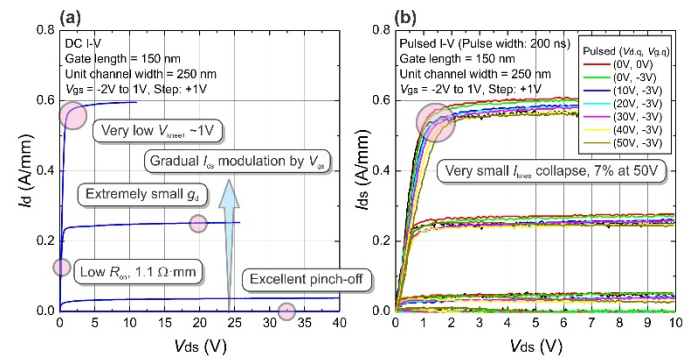 (a)
DC I-V
Gate length = 150 nm
Unit channel width = 250 nm
Vgs = -2V to 1V, Step: +1V
Very low Vknee, ~1V
Gradual Ids modulation by Vgs
Extremely small gd
Low Ron, 1.1 Ω·mm
Excellent pinch-off
Id (A/mm)
0.8
0.6
0.4
0.2
0.0
0 5 10 15 20 25 30 35 40
Vds (V)
(b)
Pulsed I-V (Pulse width: 200 ns)
Gate length = 150 nm
Unit channel width = 250 nm
Vgs = -2V to 1V, Step: +1V
Pulsed (Vd.q, Vg.q)
(0V, 0V)
(0V, -3V)
(10V, -3V)
(20V, -3V)
(30V, -3V)
(40V, -3V)
(50V, -3V)
Very small Iknee collapse, 7% at 50V
Ids (A/mm)
0.8
0.6
0.4
0.2
0.0
0 1 2 3 4 5 6 7 8 9 10
Vds (V)